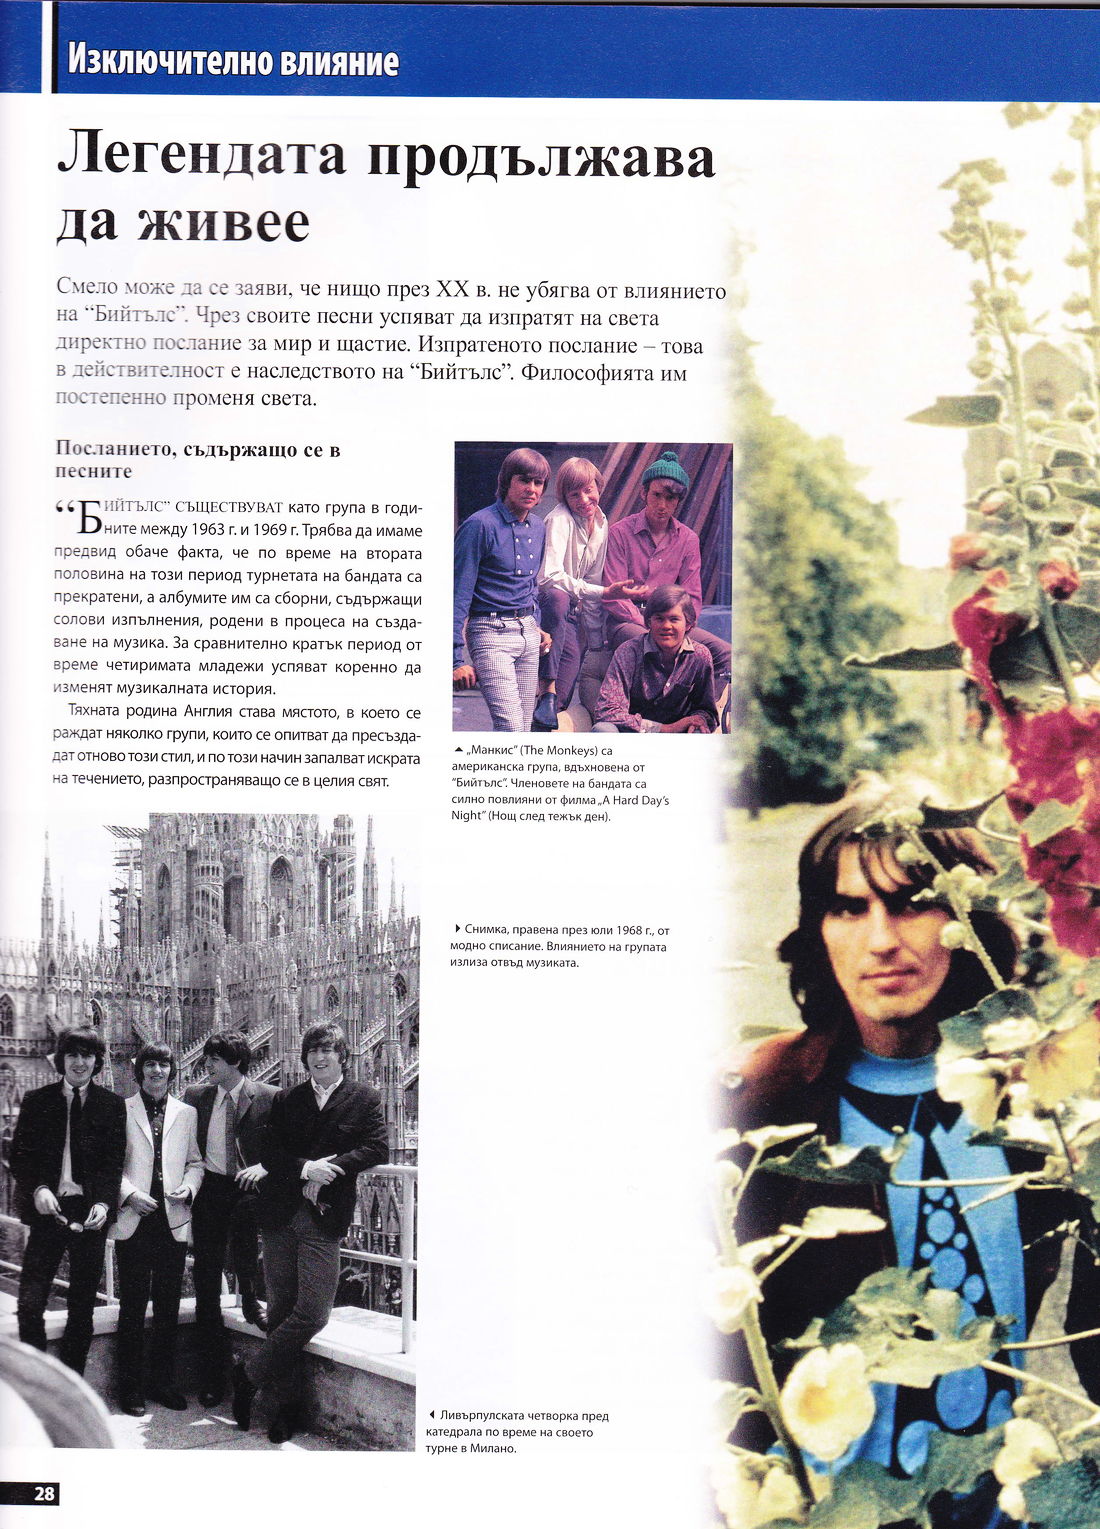 Изключително влияние
Легендата продължава
да живее
Смело може да се заяви, че нищо през XX в. не убягва от влиянието
на “Бийтълс”. Чрез своите песни успяват да изпратят на света
директно послание за мир и щастие. Изпратеното послание – това
в действителност е наследството на “Бийтълс”. Философията им
постепенно променя света.
Посланието, съдържащо се в
песните
“БИЙТЪЛС” СЪЩЕСТВУВАТ като група в годи-
ните между 1963 г. и 1969 г. Трябва да имаме
предвид обаче факта, че по време на втората
половина на този период турнетата на бандата са
прекратени, а албумите им са сборни, съдържащи
солови изпълнения, родени в процеса на създа-
ване на музика. За сравнително кратък период от
време четиримата младежи успяват коренно да
изменят музикалната история.
Тяхната родина Англия става мястото, в което се
раждат няколко групи, които се опитват да пресъзда-
дат отново този стил, и по този начин запалват искрата
на течението, разпространяващо се в целия свят.
„Манкис” (The Monkeys) са
американска група, вдъхновена от
“Бийтълс”. Членовете на бандата са
силно повлияни от филма „A Hard Day’s
Night” (Нощ след тежък ден).
Снимка, правена през юли 1968 г., от
модно списание. Влиянието на групата
излиза отвъд музиката.
Ливърпулската четворка пред
катедрала по време на своето
турне в Милано.
28